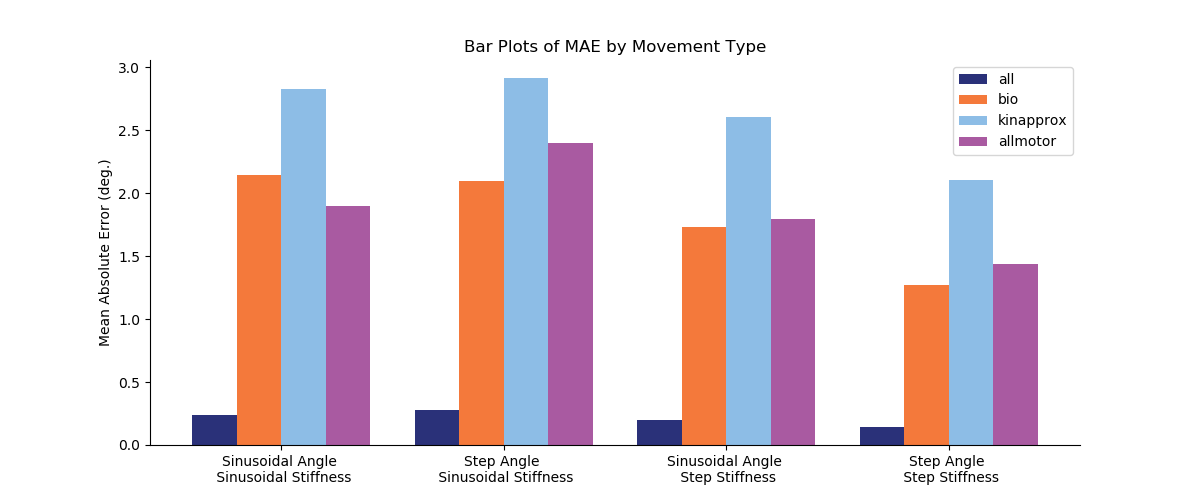 Bar Plots of MAE by Movement Type
3.0
2.5
2.0
1.5
1.0
0.5
0.0
Mean Absolute Error (deg.)
all
bio
kinapprox
allmotor
Sinusoidal Angle
Sinusoidal Stiffness
Step Angle
Sinusoidal Stiffness
Sinusoidal Angle
Step Stiffness
Step Angle
Step Stiffness